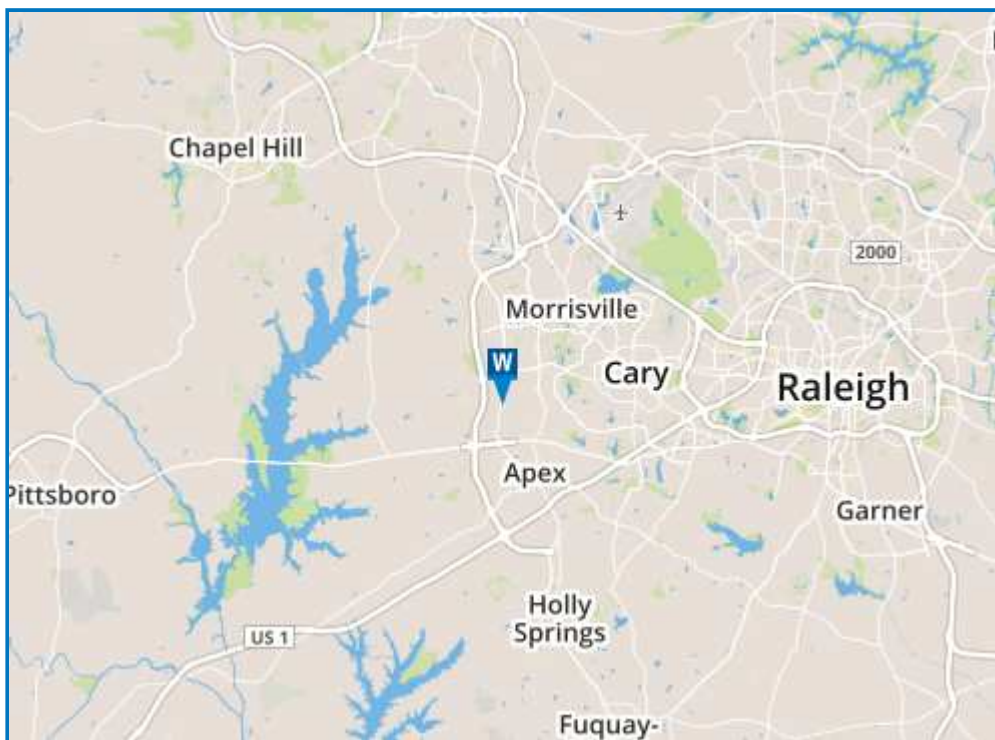 Chapel Hill
2000
Morrisville
W
Cary
Raleigh
Apex
Pittsboro
Garner
Holly
Springs
US 1
Fuquay-